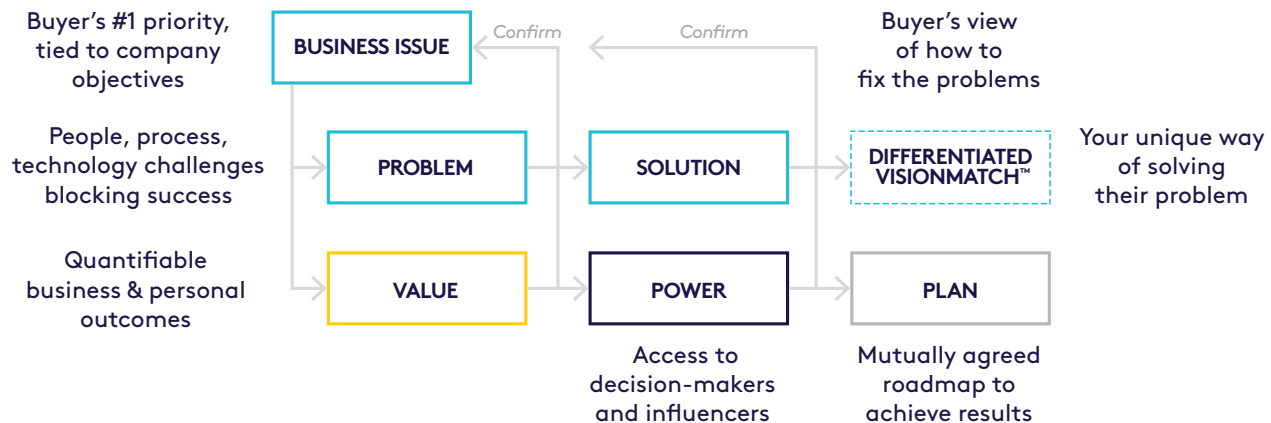 Buyer’s #1 priority,
tied to company
objectives
BUSINESS ISSUE
Confirm
Confirm
Buyer’s view
of how to
fix the problems
People, process,
technology challenges
blocking success
PROBLEM
SOLUTION
DIFFERENTIATED
VISIONMATCH™
Your unique way
of solving
their problem
Quantifiable
business & personal
outcomes
VALUE
POWER
PLAN
Access to
decision-makers
and influencers
Mutually agreed
roadmap to
achieve results